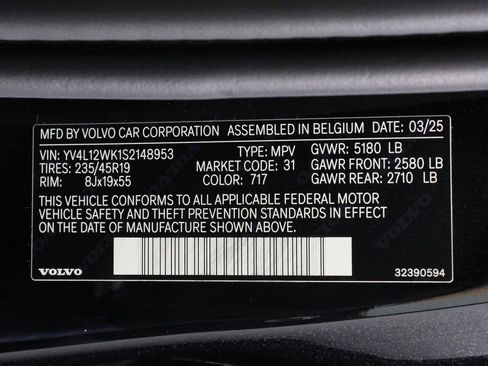 MFD BY VOLVO CAR CORPORATION ASSEMBLED IN BELGIUM DATE: 03/25
VIN: YV4L12WK1S2148953 TYPE: MPV GVWR: 5180 LB
TIRES: 235/45R19 MARKET CODE: 31 GAWR FRONT: 2580 LB
RIM: 8Jx19x55 COLOR: 717 GAWR REAR: 2710 LB
THIS VEHICLE CONFORMS TO ALL APPLICABLE FEDERAL MOTOR
VEHICLE SAFETY AND THEFT PREVENTION STANDARDS IN EFFECT
ON THE DATE OF MANUFACTURE SHOWN ABOVE.
VOLVO 32390594